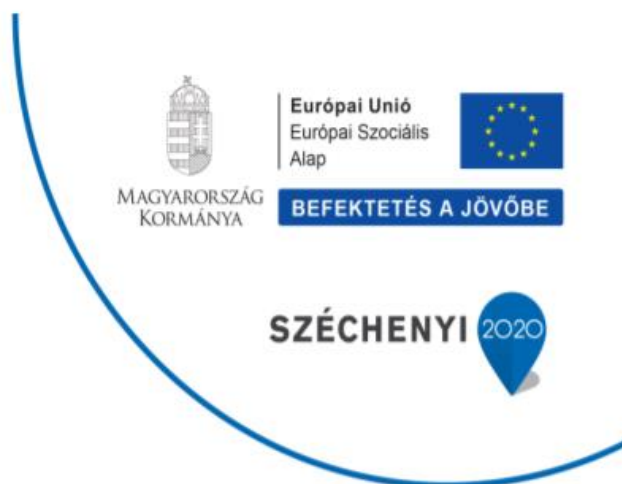 Európai Unió
Európai Szociális
Alap
MAGYARORSZÁG
KORMÁNYA
BEFEKTETÉS A JÖVŐBE
SZÉCHENYI 2020